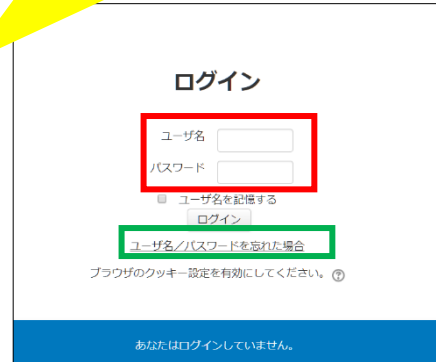 ログイン
ユーザ名
パスワード
ユーザ名を記憶する
ログイン
ユーザ名／パスワードを忘れた場合
ブラウザのクッキー設定を有効にしてください。
あなたはログインしていません。